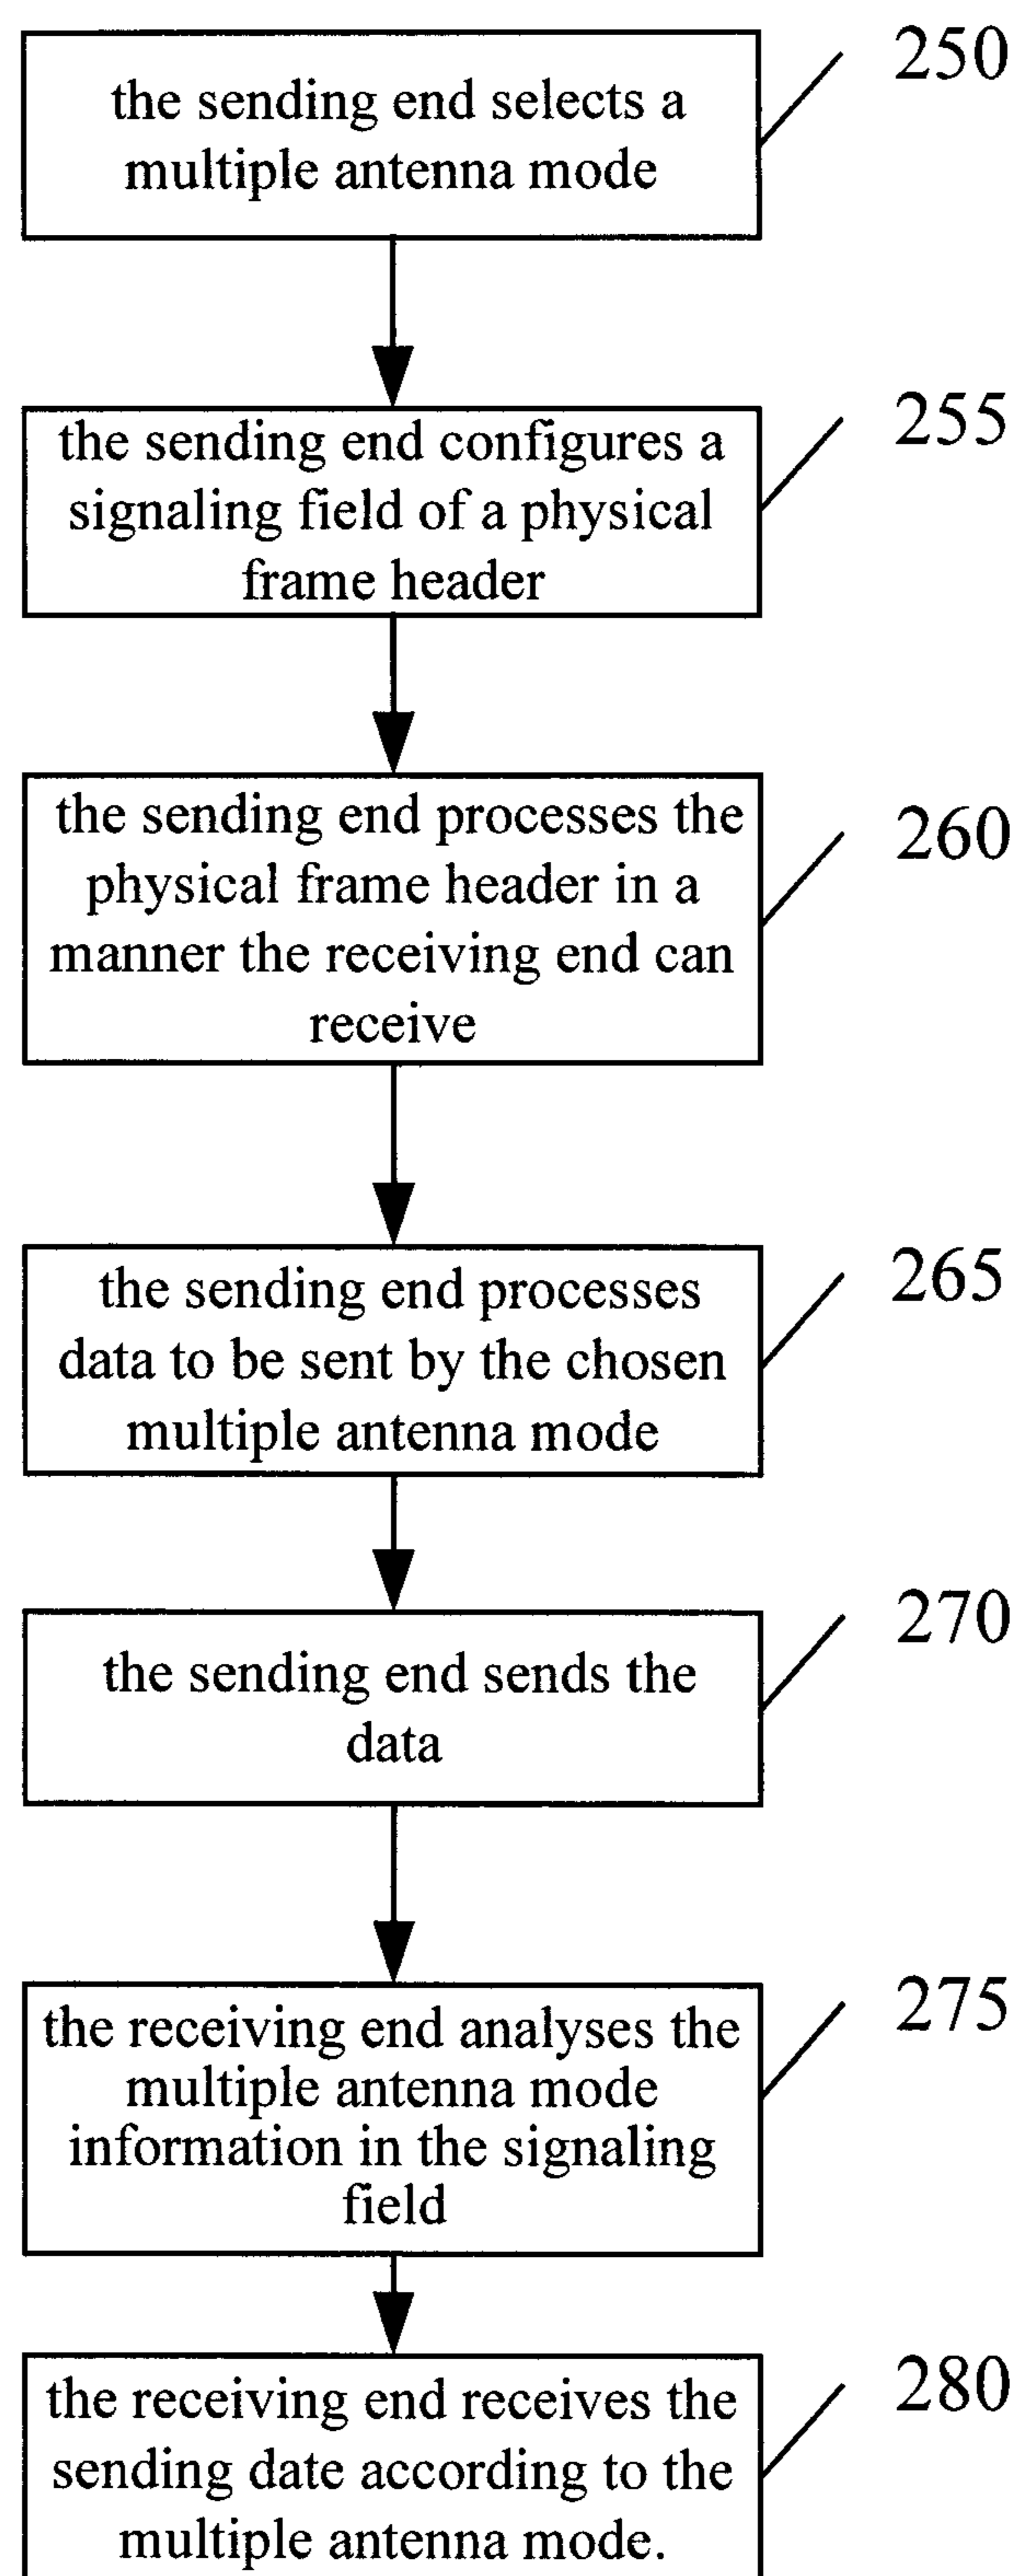 250
the sending end selects a
multiple antenna mode
255
the sending end configures a
signaling field of a physical
frame header
260
the sending end processes the
physical frame header in a
manner the receiving end can
receive
265
the sending end processes
data to be sent by the chosen
multiple antenna mode
270
the sending end sends the
data
275
the receiving end analyses the
multiple antenna mode
information in the signaling
field
280
the receiving end receives the
sending date according to the
multiple antenna mode.